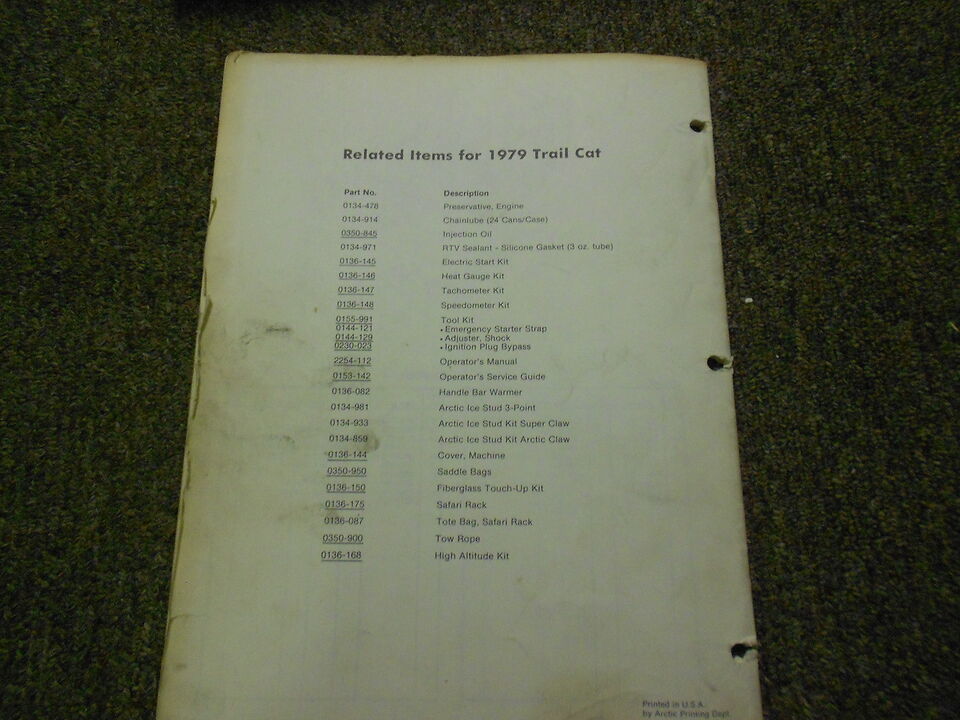 Related Items for 1979 Trail Cat
Part No. Description
0134-478 Preservative, Engine
0134-914 Chainlube (24 Cans/Case)
0350-845 Injection Oil
0134-971 RTV Sealant - Silicone Gasket (3 oz. tube)
0136-145 Electric Start Kit
0136-146 Heat Gauge Kit
0136-147 Tachometer Kit
0136-148 Speedometer Kit
0155-991 Tool Kit
0144-121 • Emergency Starter Strap
0144-129 • Adjuster, Shock
0230-023 • Ignition Plug Bypass
2254-112 Operator's Manual
0153-142 Operator's Service Guide
0136-082 Handle Bar Warmer
0134-981 Arctic Ice Stud 3-Point
0134-933 Arctic Ice Stud Kit Super Claw
0134-859 Arctic Ice Stud Kit Arctic Claw
0136-144 Cover, Machine
0350-950 Saddle Bags
0136-150 Fiberglass Touch-Up Kit
0136-175 Safari Rack
0136-087 Tote Bag, Safari Rack
0350-900 Tow Rope
0136-168 High Altitude Kit
Printed in U.S.A.
by Arctic Printing Dept.